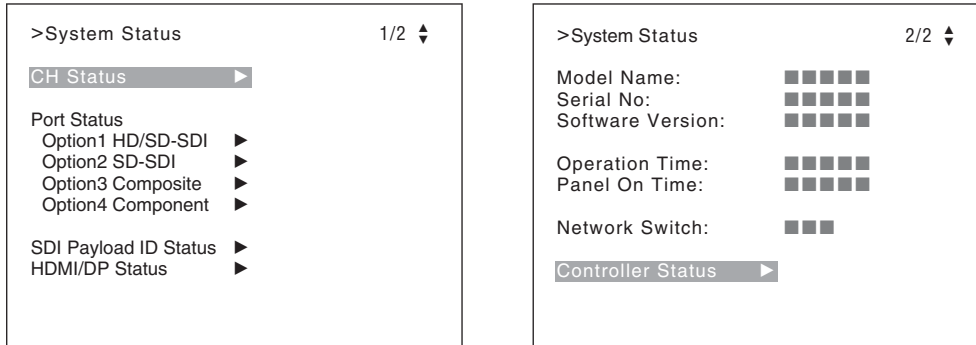 >System Status 1/2
CH Status
Port Status
Option1 HD/SD-SDI
Option2 SD-SDI
Option3 Composite
Option4 Component
SDI Payload ID Status
HDMI/DP Status
>System Status 2/2
Model Name: ■■■■■
Serial No: ■■■■■
Software Version: ■■■■■
Operation Time: ■■■■■
Panel On Time: ■■■■■
Network Switch: ■■■
Controller Status